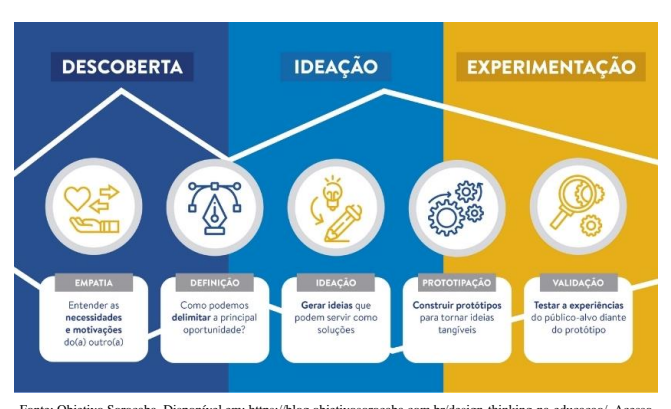 DESCOBERTA
IDEAÇÃO
EXPERIMENTAÇÃO
EMPATIA
Entender as
necessidades
e motivações
do(a) outro(a)
DEFINIÇÃO
Como podemos
delimitar a principal
oportunidade?
IDEAÇÃO
Gerar ideias que
podem servir como
soluções
PROTOTIPAÇÃO
Construir protótipos
para tornar ideias
tangíveis
VALIDAÇÃO
Testar a experiências
do público-alvo diante
do protótipo
Fonte: Objetivo Sorocaba. Disponível em: https://blog.objetivosorocaba.com.br/design-thinking-na-educacao/. Acesso